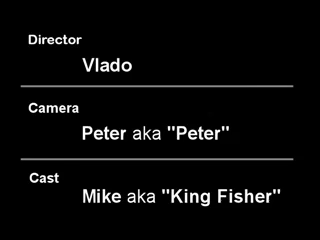 Director
Vlado
Camera
Peter aka "Peter"
Cast
Mike aka "King Fisher"